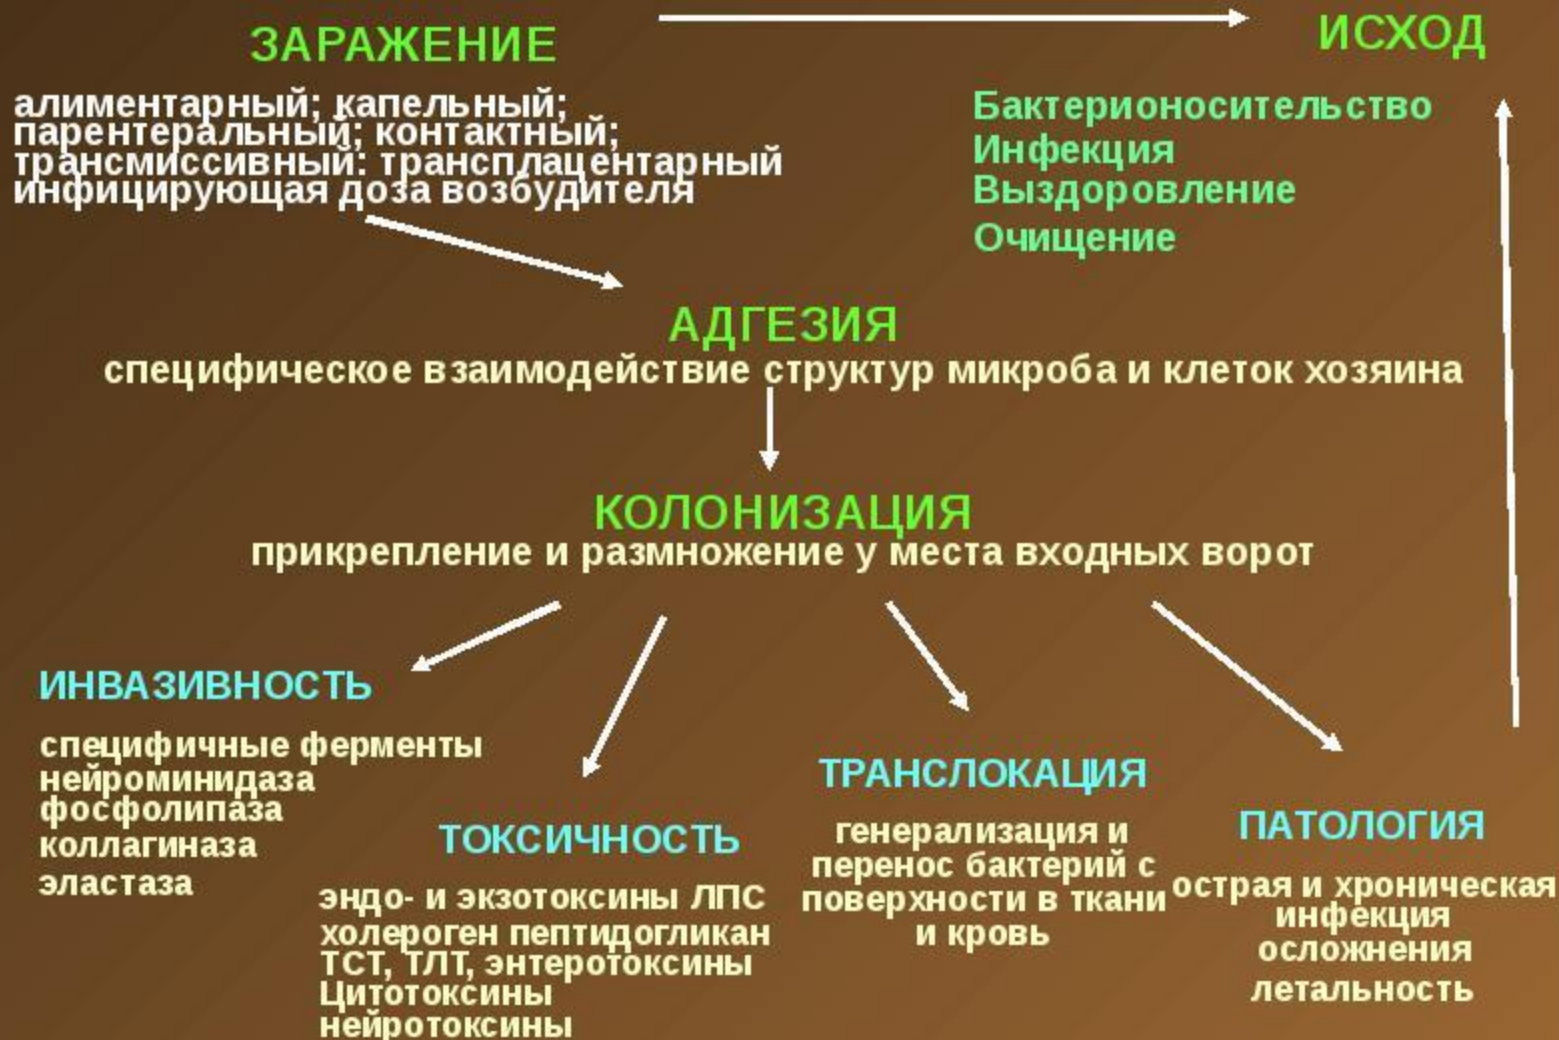 ЗАРАЖЕНИЕ
алиментарный; капельный;
парентеральный; контактный;
трансмиссивный: трансплацентарный
инфицирующая доза возбудителя
ИСХОД
Бактерионосительство
Инфекция
Выздоровление
Очищение
АДГЕЗИЯ
специфическое взаимодействие структур микроба и клеток хозяина
КОЛОНИЗАЦИЯ
прикрепление и размножение у места входных ворот
ИНВАЗИВНОСТЬ
специфичные ферменты
нейроминидаза
фосфолипаза
коллагиназа
эластаза
ТОКСИЧНОСТЬ
эндо- и экзотоксины ЛПС
холероген пептидогликан
ТСТ, ТЛТ, энтеротоксины
Цитотоксины
нейротоксины
ТРАНСЛОКАЦИЯ
генерализация и
перенос бактерий с
поверхности в ткани
и кровь
ПАТОЛОГИЯ
острая и хроническая
инфекция
осложнения
летальность